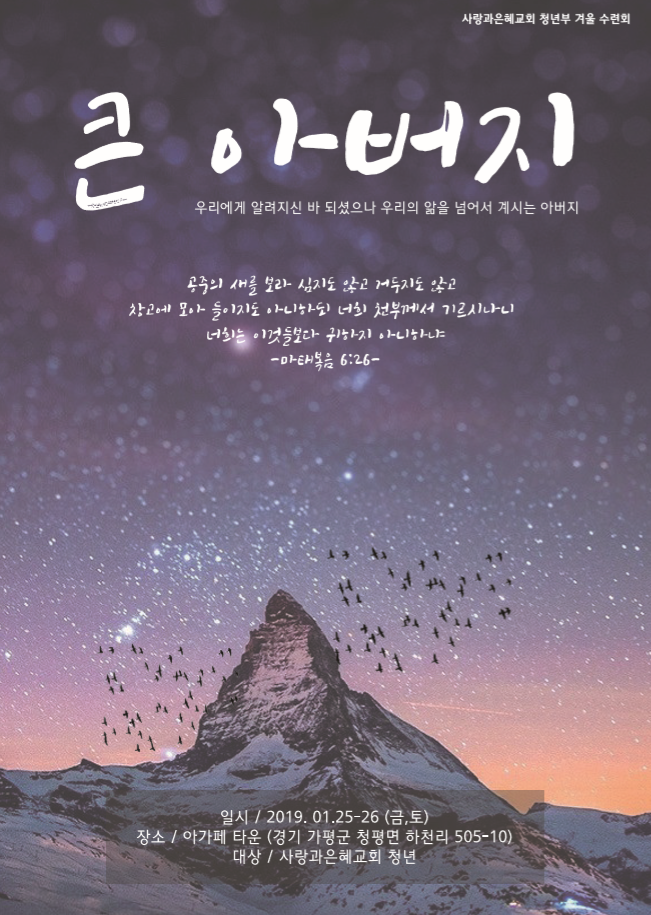 사랑과은혜교회 청년부 겨울 수련회
큰 아버지
우리에게 알려지신 바 되셨으나 우리의 앎을 넘어서 계시는 아버지
공중의 새를 보라 심지도 않고 거두지도 않고
창고에 모아 들이지도 아니하되 너희 천부께서 기르시나니
너희는 이것들보다 귀하지 아니하냐
-마태복음 6:26-
일시 / 2019. 01.25-26 (금,토)
장소 / 아가페 타운 (경기 가평군 청평면 하천리 505-10)
대상 / 사랑과은혜교회 청년